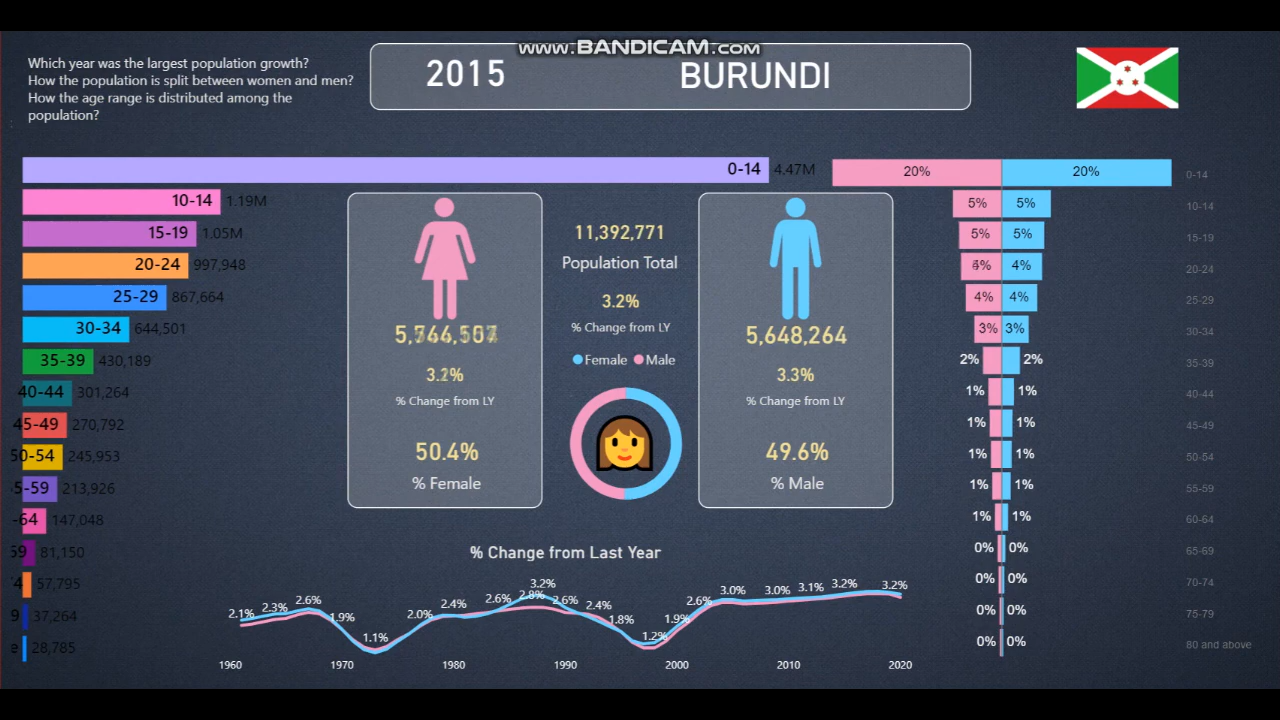 www.BANDICAM.com
Which year was the largest population growth?
How the population is split between women and men?
How the age range is distributed among the
population?
2015
BURUNDI
0-14 4.47M
10-14 1.19M
15-19 1.05M
20-24 997,948
25-29 867,664
30-34 644,501
35-39 430,189
40-44 301,264
45-49 270,792
50-54 245,953
5-59 213,926
-64 147,048
59 81,150
4 57,795
9 37,264
e 28,785
3.2%
% Change from LY
50.4%
% Female
11,392,771
Population Total
3.2%
% Change from LY
Female Male
5,648,264
3.3%
% Change from LY
49.6%
% Male
20% 20% 0-14
5% 5% 10-14
5% 5% 15-19
4% 20-24
4% 4% 25-29
3% 3% 30-34
2% 2% 35-39
1% 1% 40-44
1% 1% 45-49
1% 1% 50-54
1% 1% 55-59
1% 1% 60-64
0% 0% 65-69
0% 0% 70-74
0% 0% 75-79
0% 0% 80 and above
% Change from Last Year
2.1% 2.3% 2.6% 1.9% 1.1% 2.0% 2.4% 2.6% 2.8% 3.2% 2.6% 2.4% 1.8% 1.2% 1.9% 2.6% 3.0% 3.0% 3.1% 3.2% 3.2%
1960 1970 1980 1990 2000 2010 2020